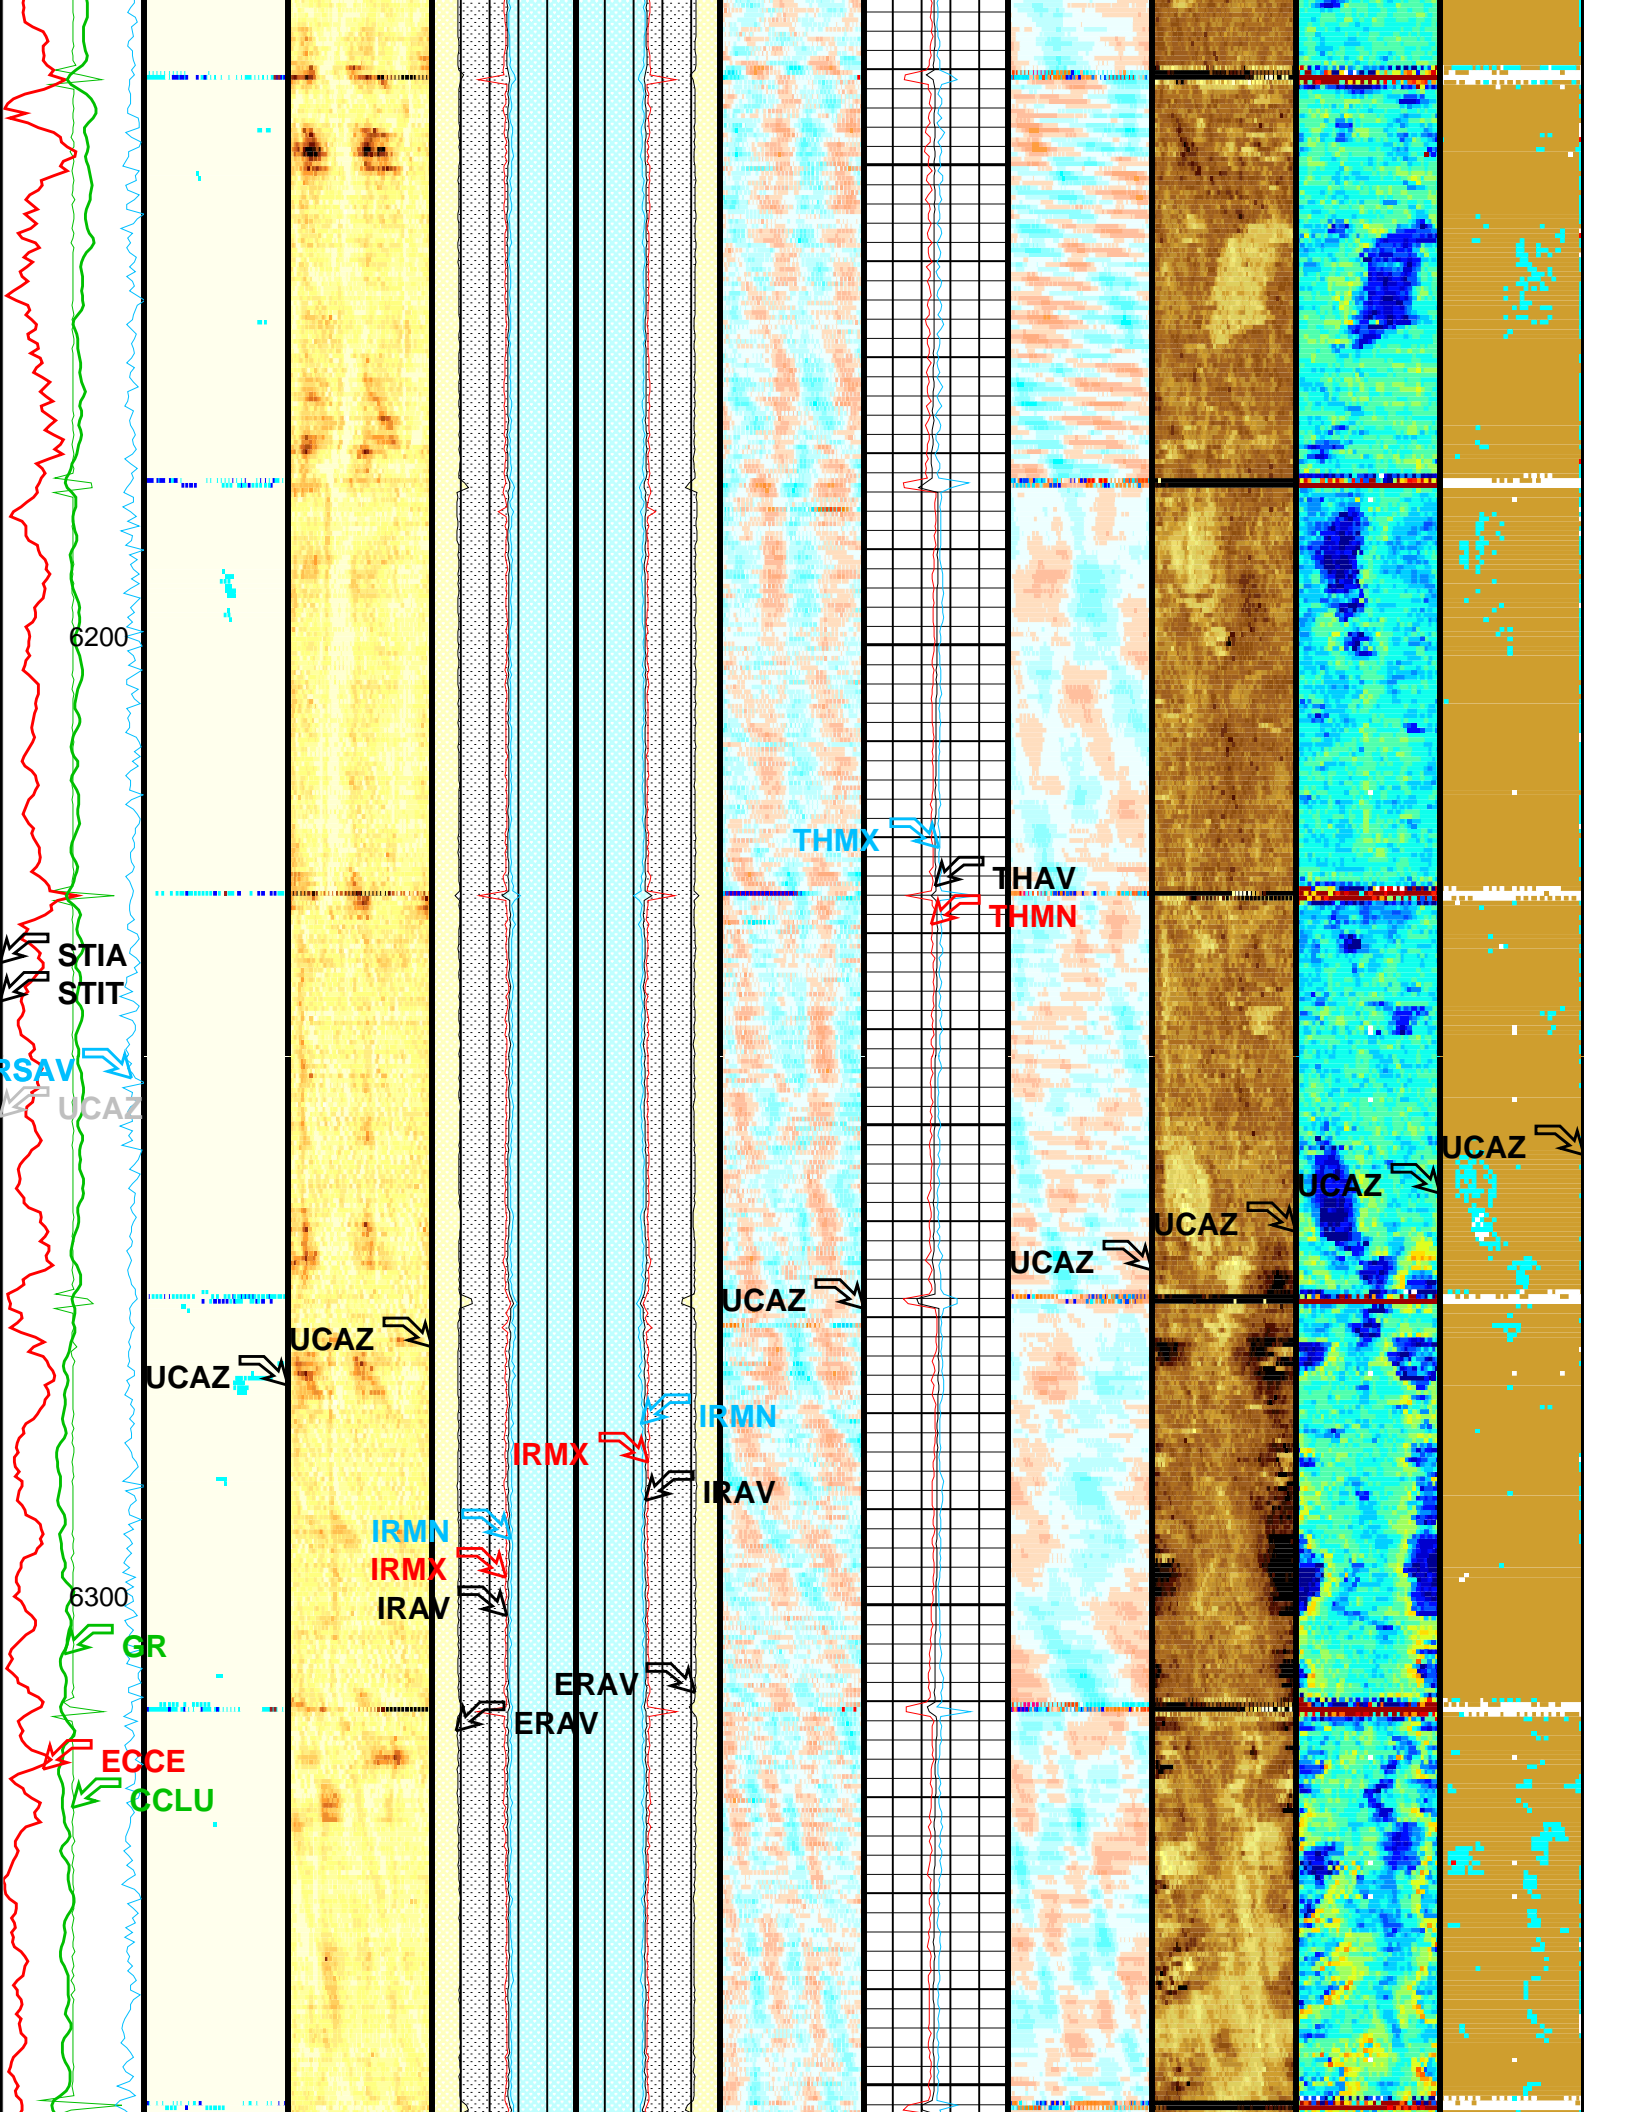 6200
THMX
THAV
THMN
STIA
STIT
RSAV
UCAZ
UCAZ
UCAZ
UCAZ
UCAZ
UCAZ
UCAZ
UCAZ
IRMN
IRMX
IRAV
IRMN
IRMX
IRAV
6300
GR
ERAV
ERAV
ECCE
CCLU